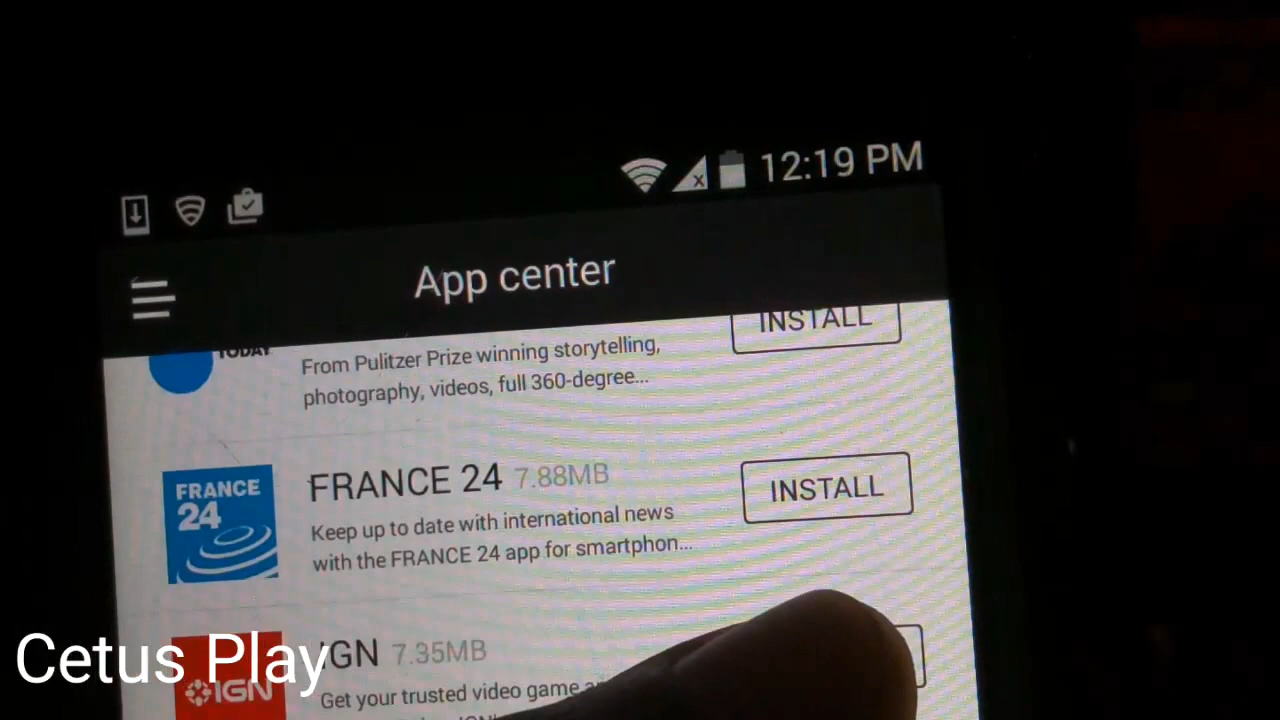 12:19 PM
App center
TODAY
INSTALL
From Pulitzer Prize winning storytelling,
photography, videos, full 360-degree...
FRANCE 24
FRANCE 24 7.88MB
INSTALL
Keep up to date with international news
with the FRANCE 24 app for smartphon...
IGN
IGN 7.35MB
Get your trusted video game
Cetus Play